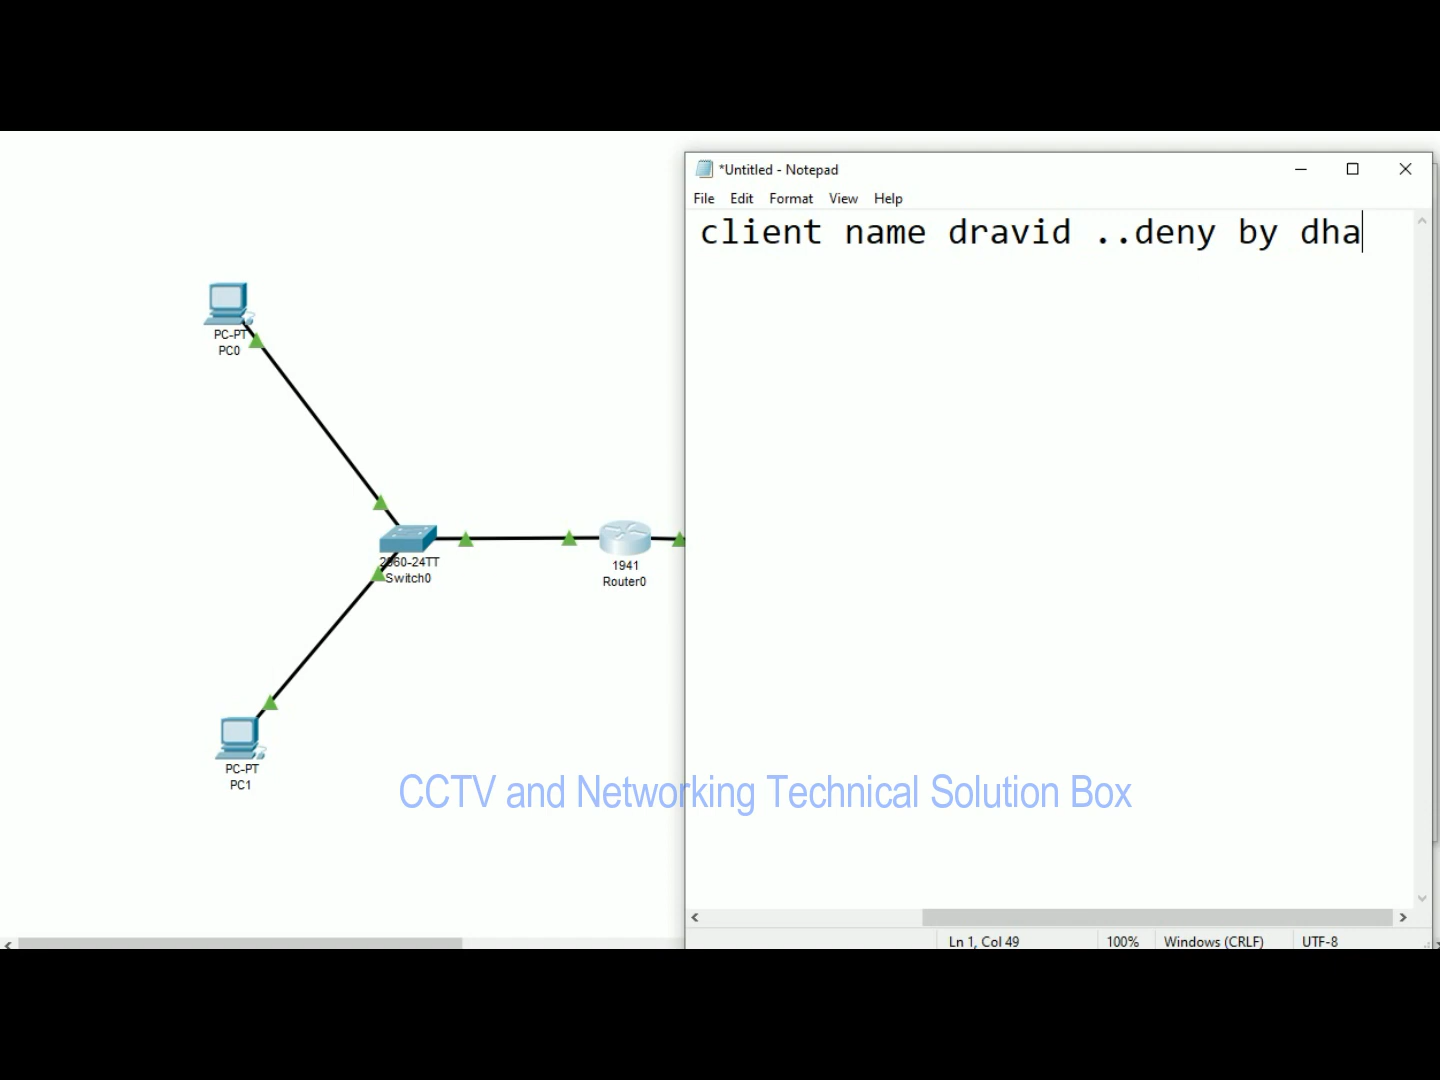 *Untitled - Notepad
File Edit Format View Help
client name dravid ..deny by dha
PC-PT
PC0
2960-24TT
Switch0
1941
Router0
PC-PT
PC1
CCTV and Networking Technical Solution Box
Ln 1, Col 49 100% Windows (CRLF) UTF-8